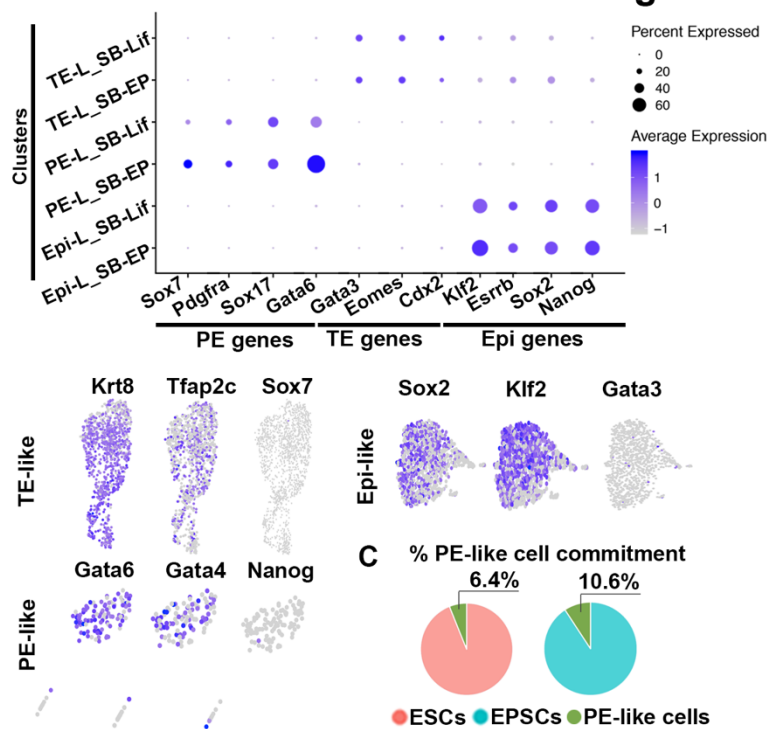 Percent Expressed
0
20
40
60
Average Expression
1
0
−1
Clusters
TE-L_SB-Lif
TE-L_SB-EP
PE-L_SB-Lif
PE-L_SB-EP
Epi-L_SB-Lif
Epi-L_SB-EP
Sox7 Pdgfra Sox17 Gata6 Gata3 Eomes Cdx2 Klf2 Esrrb Sox2 Nanog
PE genes TE genes Epi genes
TE-like
Krt8 Tfap2c Sox7
Epi-like
Sox2 Klf2 Gata3
PE-like
Gata6 Gata4 Nanog
C % PE-like cell commitment
6.4% 10.6%
ESCs EPSCs PE-like cells